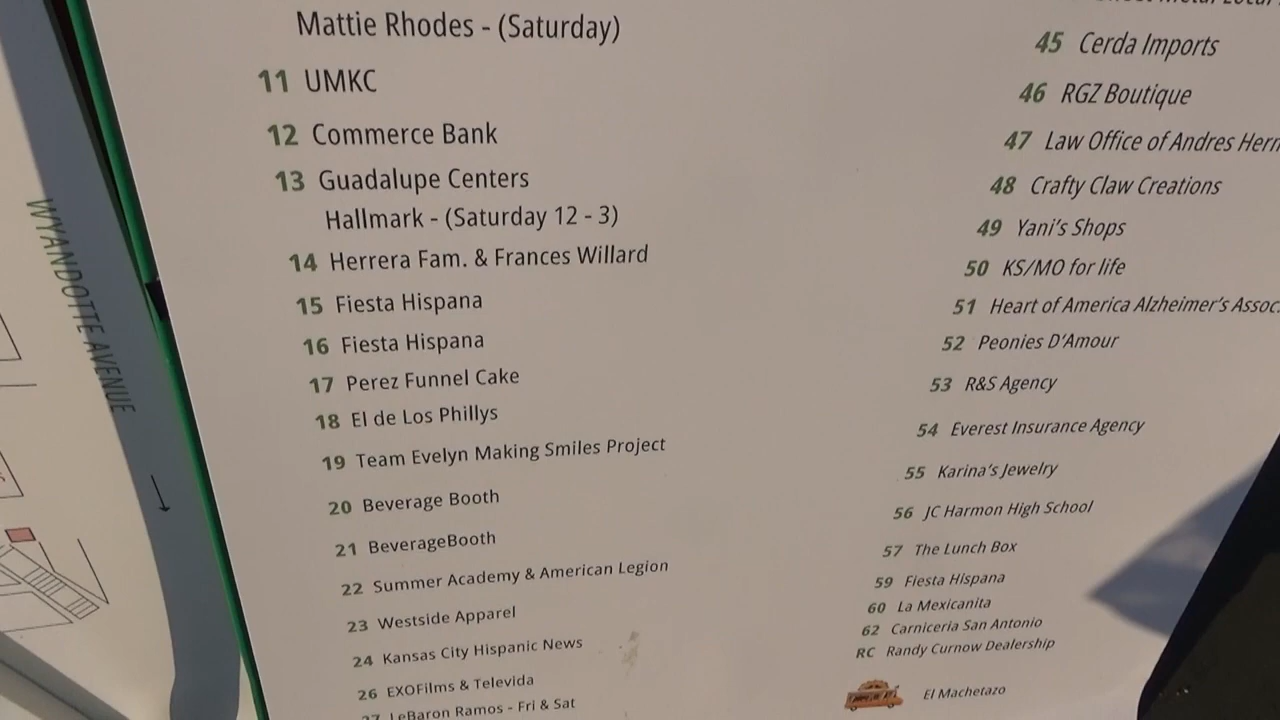 WYANDOTTE AVENUE
Mattie Rhodes - (Saturday)
11 UMKC
12 Commerce Bank
13 Guadalupe Centers
Hallmark - (Saturday 12 - 3)
14 Herrera Fam. & Frances Willard
15 Fiesta Hispana
16 Fiesta Hispana
17 Perez Funnel Cake
18 El de Los Phillys
19 Team Evelyn Making Smiles Project
20 Beverage Booth
21 BeverageBooth
22 Summer Academy & American Legion
23 Westside Apparel
24 Kansas City Hispanic News
26 EXOFilms & Televida
27 LeBaron Ramos - Fri & Sat
45 Cerda Imports
46 RGZ Boutique
47 Law Office of Andres
48 Crafty Claw Creations
49 Yani's Shops
50 KS/MO for life
51 Heart of America Alzheimer's Assoc.
52 Peonies D'Amour
53 R&S Agency
54 Everest Insurance Agency
55 Karina's Jewelry
56 JC Harmon High School
57 The Lunch Box
59 Fiesta Hispana
60 La Mexicanita
62 Carniceria San Antonio
RC Randy Curnow Dealership
El Machetazo